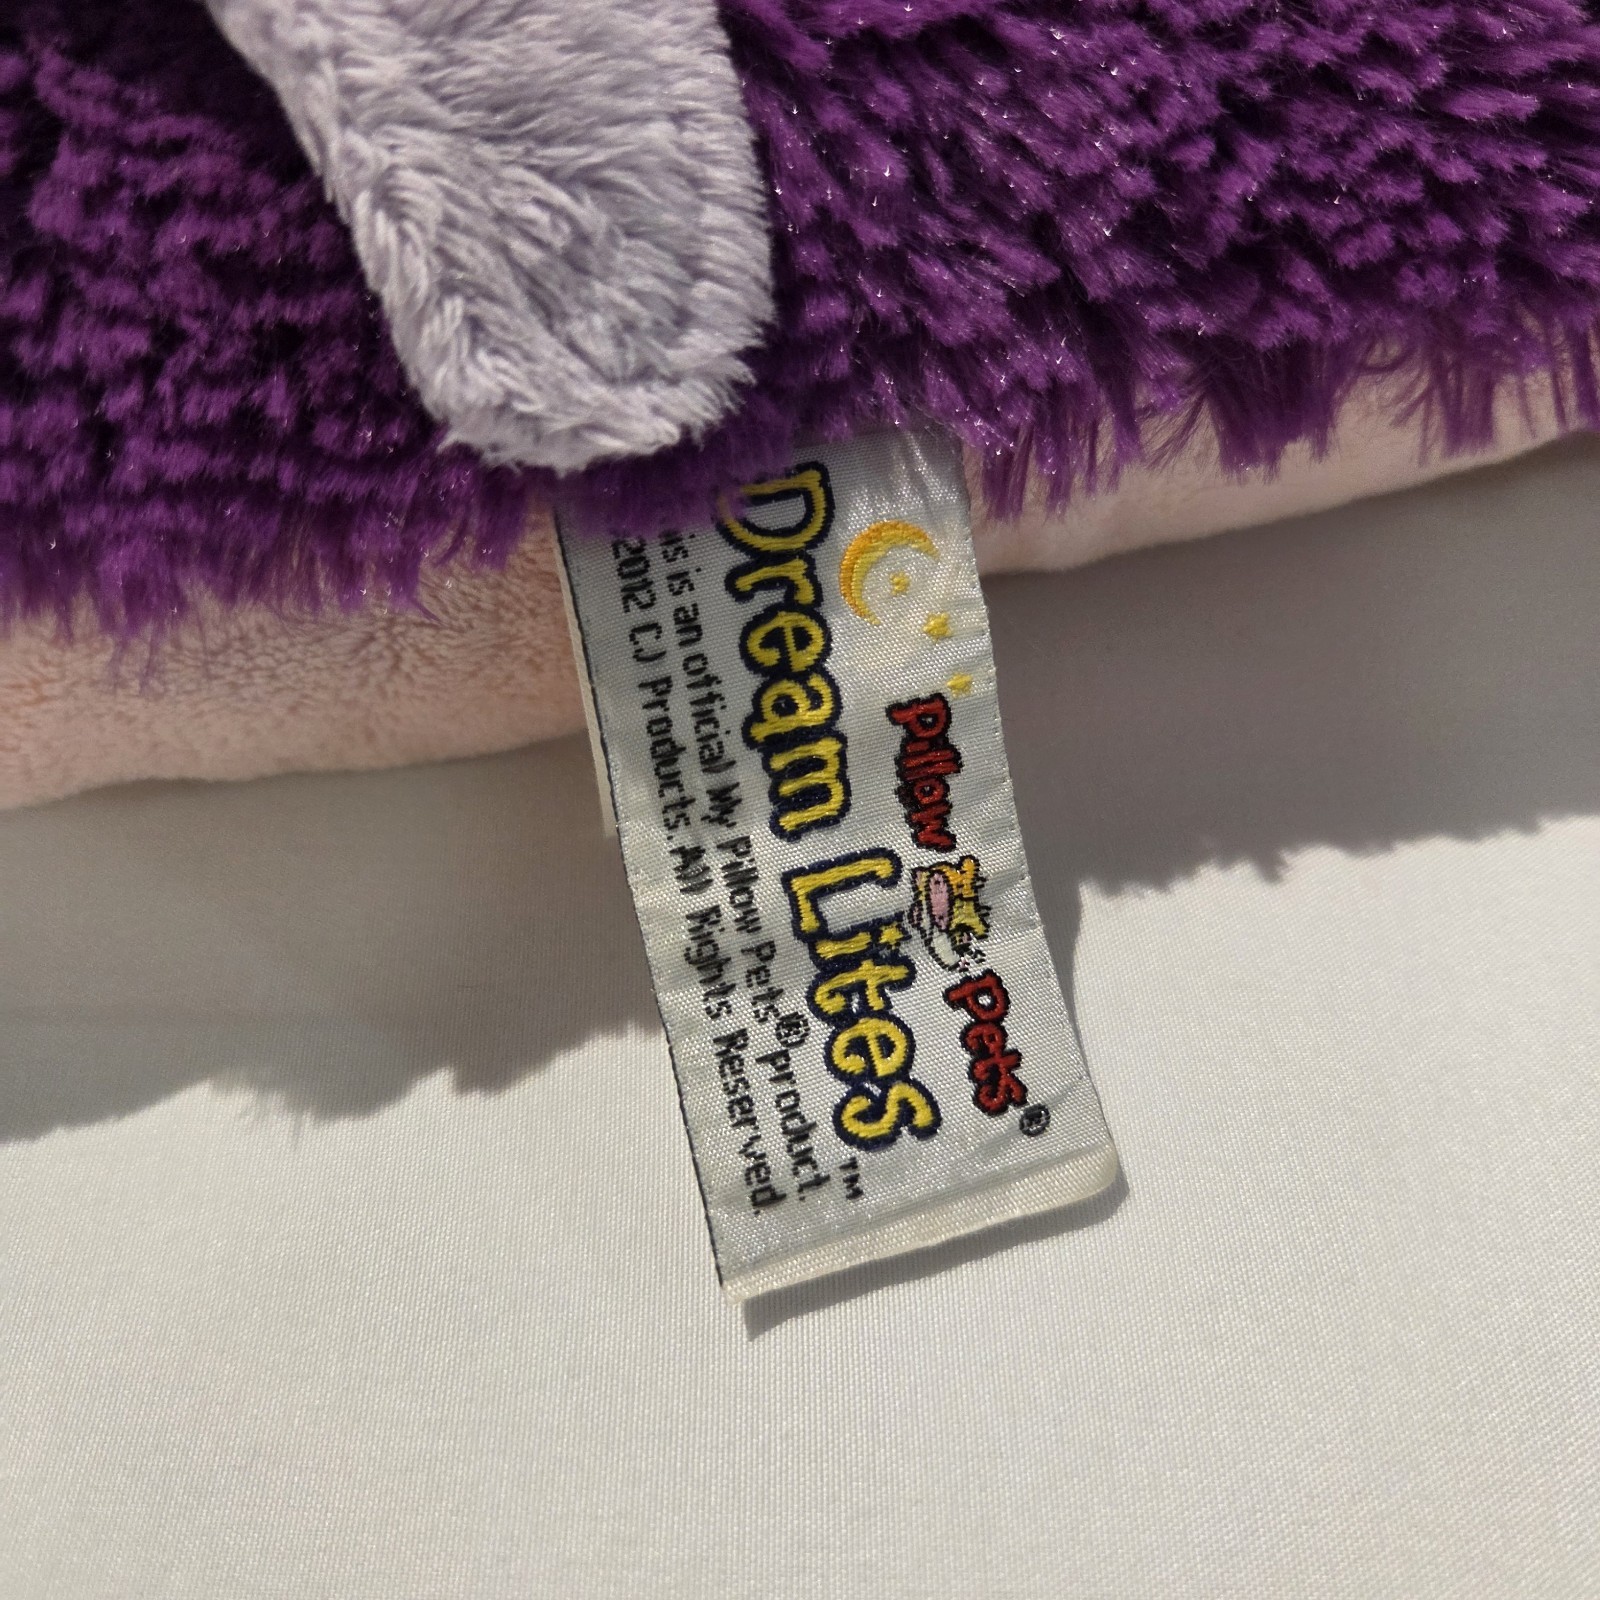 Pillow Pets®
Dream Lites™
is is an official My Pillow Pets® product.
2012 CJ Products. All Rights Reserved.